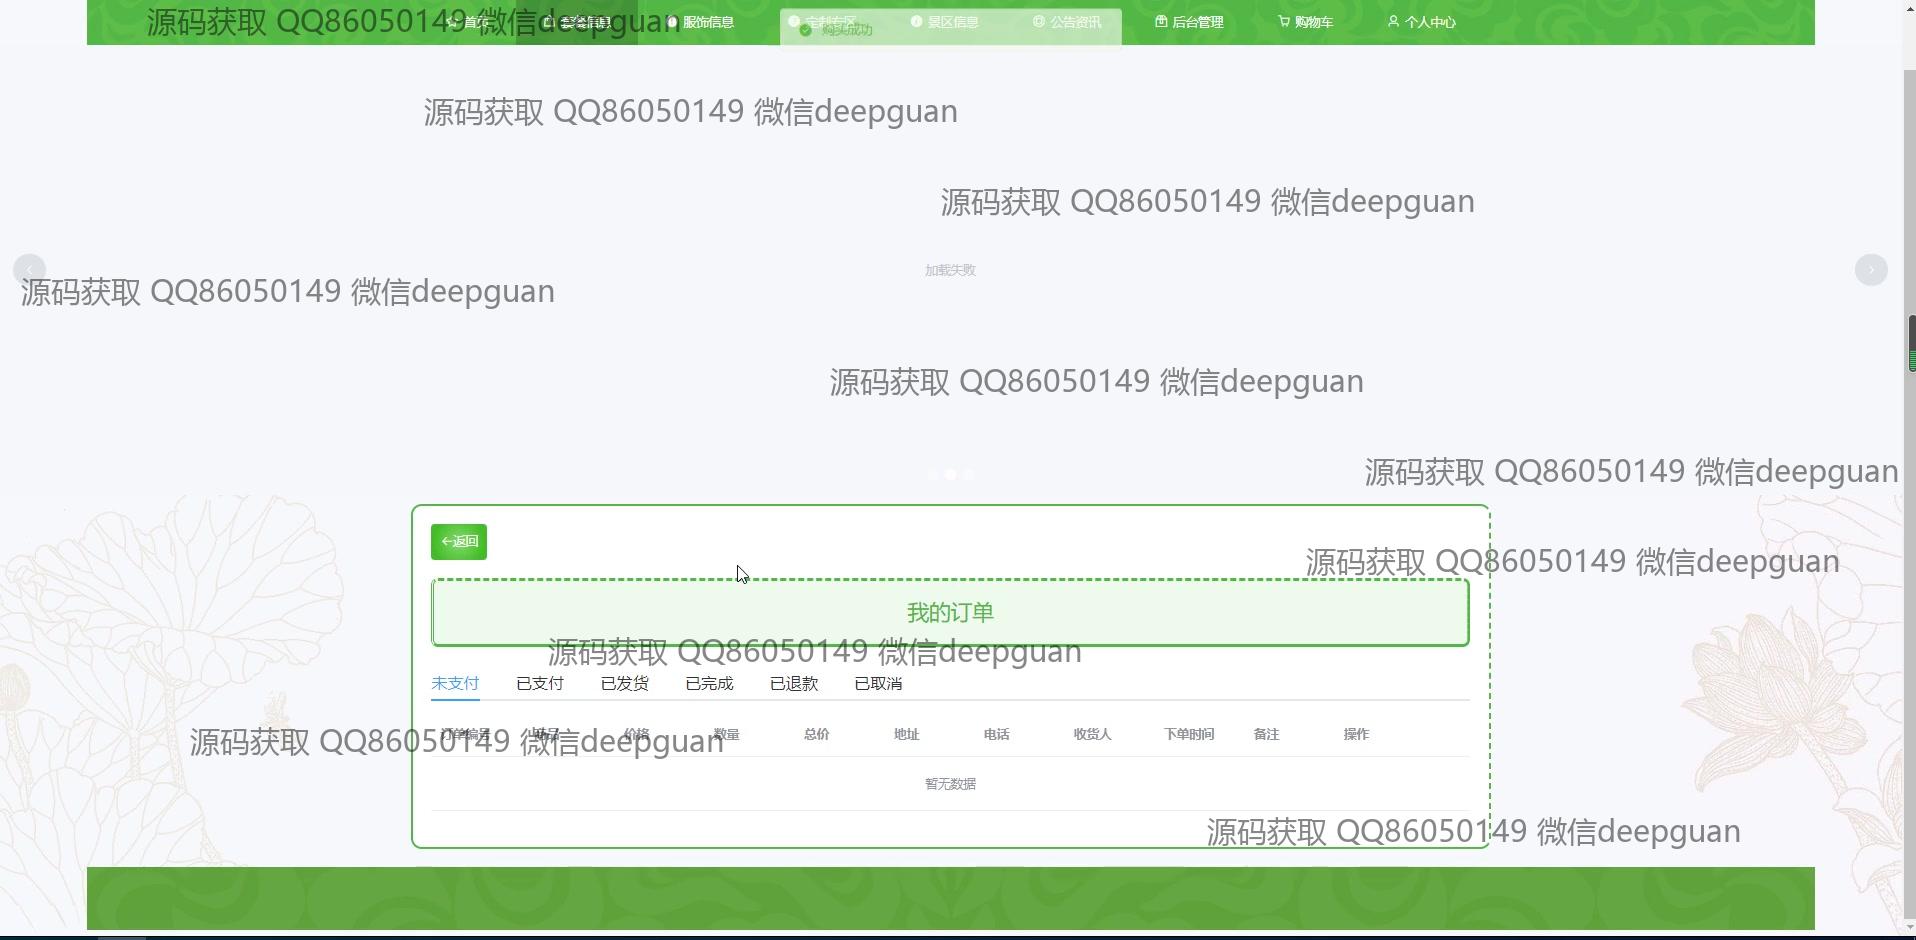 首页 套餐信息 服饰信息 定制专区 景区信息 公告资讯 后台管理 购物车 个人中心
源码获取 QQ86050149 微信deepguan
购买成功
源码获取 QQ86050149 微信deepguan
源码获取 QQ86050149 微信deepguan
加载失败
源码获取 QQ86050149 微信deepguan
源码获取 QQ86050149 微信deepguan
源码获取 QQ86050149 微信deepguan
←返回
源码获取 QQ86050149 微信deepguan
我的订单
源码获取 QQ86050149 微信deepguan
未支付 已支付 已发货 已完成 已退款 已取消
订单编号 商品 价格 数量 总价 地址 电话 收货人 下单时间 备注 操作
源码获取 QQ86050149 微信deepguan
暂无数据
源码获取 QQ86050149 微信deepguan